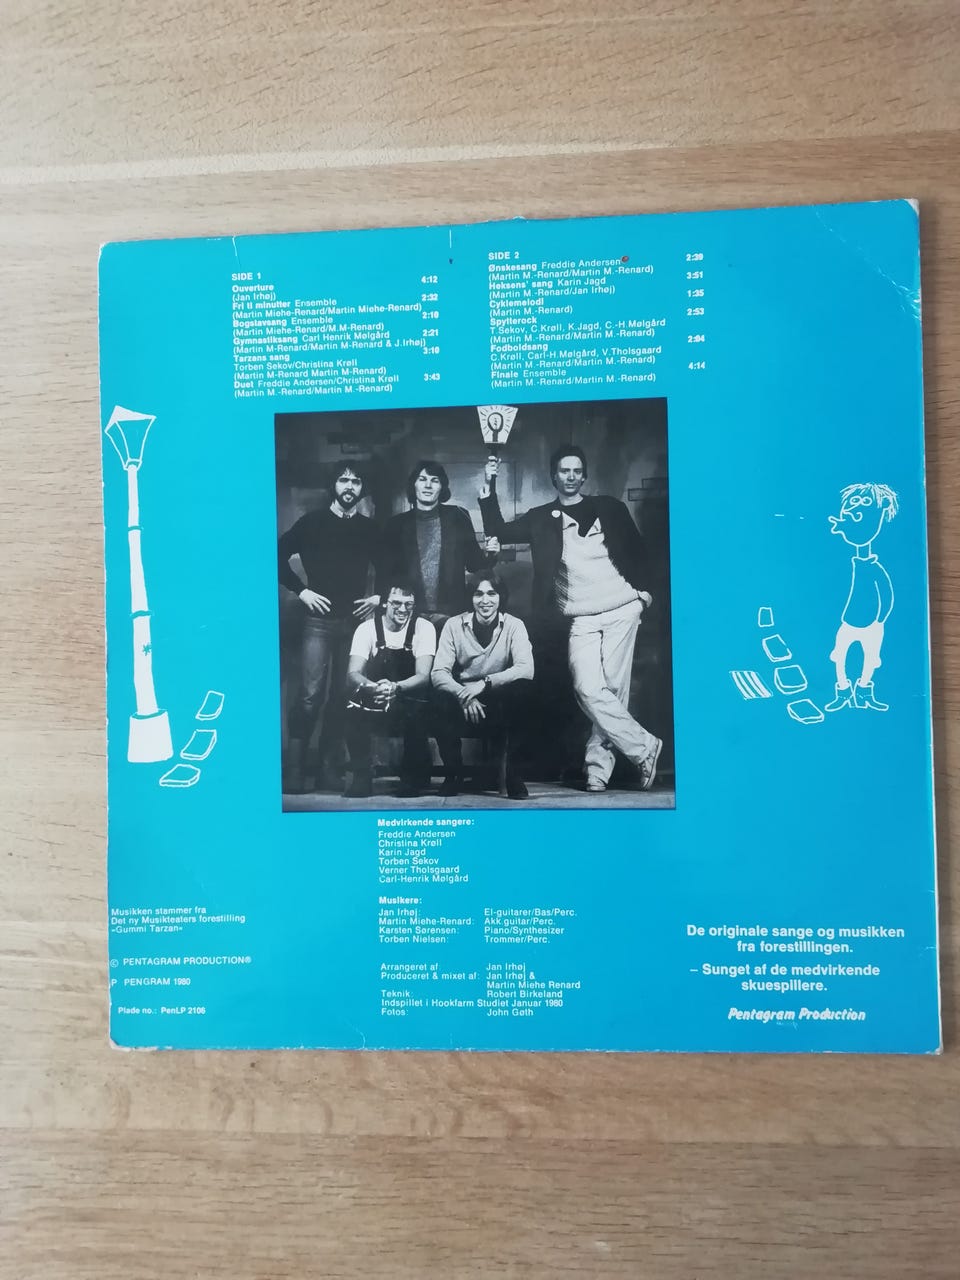 SIDE 1
Ouverture 4:12
(Jan Irhøj)
Fri ti minutter Ensemble 2:32
(Martin Miehe-Renard/Martin Miehe-Renard)
Bogstavsang Ensemble 2:10
(Martin Miehe-Renard/M.M-Renard)
Gymnastiksang Carl Henrik Mølgård 2:21
(Martin M-Renard/Martin M-Renard & J.Irhøj)
Tarzans sang 3:10
Torben Sekov/Christina Krøll
(Martin M-Renard Martin M-Renard)
Duet Freddie Andersen/Christina Krøll 3:43
(Martin M.-Renard/Martin M.-Renard)
SIDE 2
Ønskesang Freddie Andersen 2:39
(Martin M.-Renard/Martin M.-Renard)
Heksens' sang Karin Jagd 3:51
(Martin M.-Renard/Jan Irhøj)
Cyklemelodi 1:35
(Martin M.-Renard)
Spytterock 2:53
T.Sekov, C.Krøll, K.Jagd, C.-H.Mølgård
(Martin M.-Renard/Martin M.-Renard)
Fodboldsang 2:04
C.Krøll, Carl-H.Mølgård, V.Tholsgaard
(Martin M.-Renard/Martin M.-Renard)
Finale Ensemble 4:14
(Martin M.-Renard/Martin M.-Renard)
Medvirkende sangere:
Freddie Andersen
Christina Krøll
Karin Jagd
Torben Sekov
Verner Tholsgaard
Carl-Henrik Mølgård
Musikere:
Jan Irhøj: El-guitarer/Bas/Perc.
Martin Miehe-Renard: Akk.guitar/Perc.
Karsten Sørensen: Piano/Synthesizer
Torben Nielsen: Trommer/Perc.
Arrangeret af Jan Irhøj
Produceret & mixet af: Jan Irhøj &
Martin Miehe Renard
Teknik: Robert Birkeland
Indspillet i Hookfarm Studiet Januar 1980
Fotos: John Gøth
Musikken stammer fra
Det ny Musikteaters forestilling
»Gummi Tarzan«
© PENTAGRAM PRODUCTION®
P PENGRAM 1980
Plade no.: PenLP 2106
De originale sange og musikken
fra forestillingen.
– Sunget af de medvirkende
skuespillere.
Pentagram Production